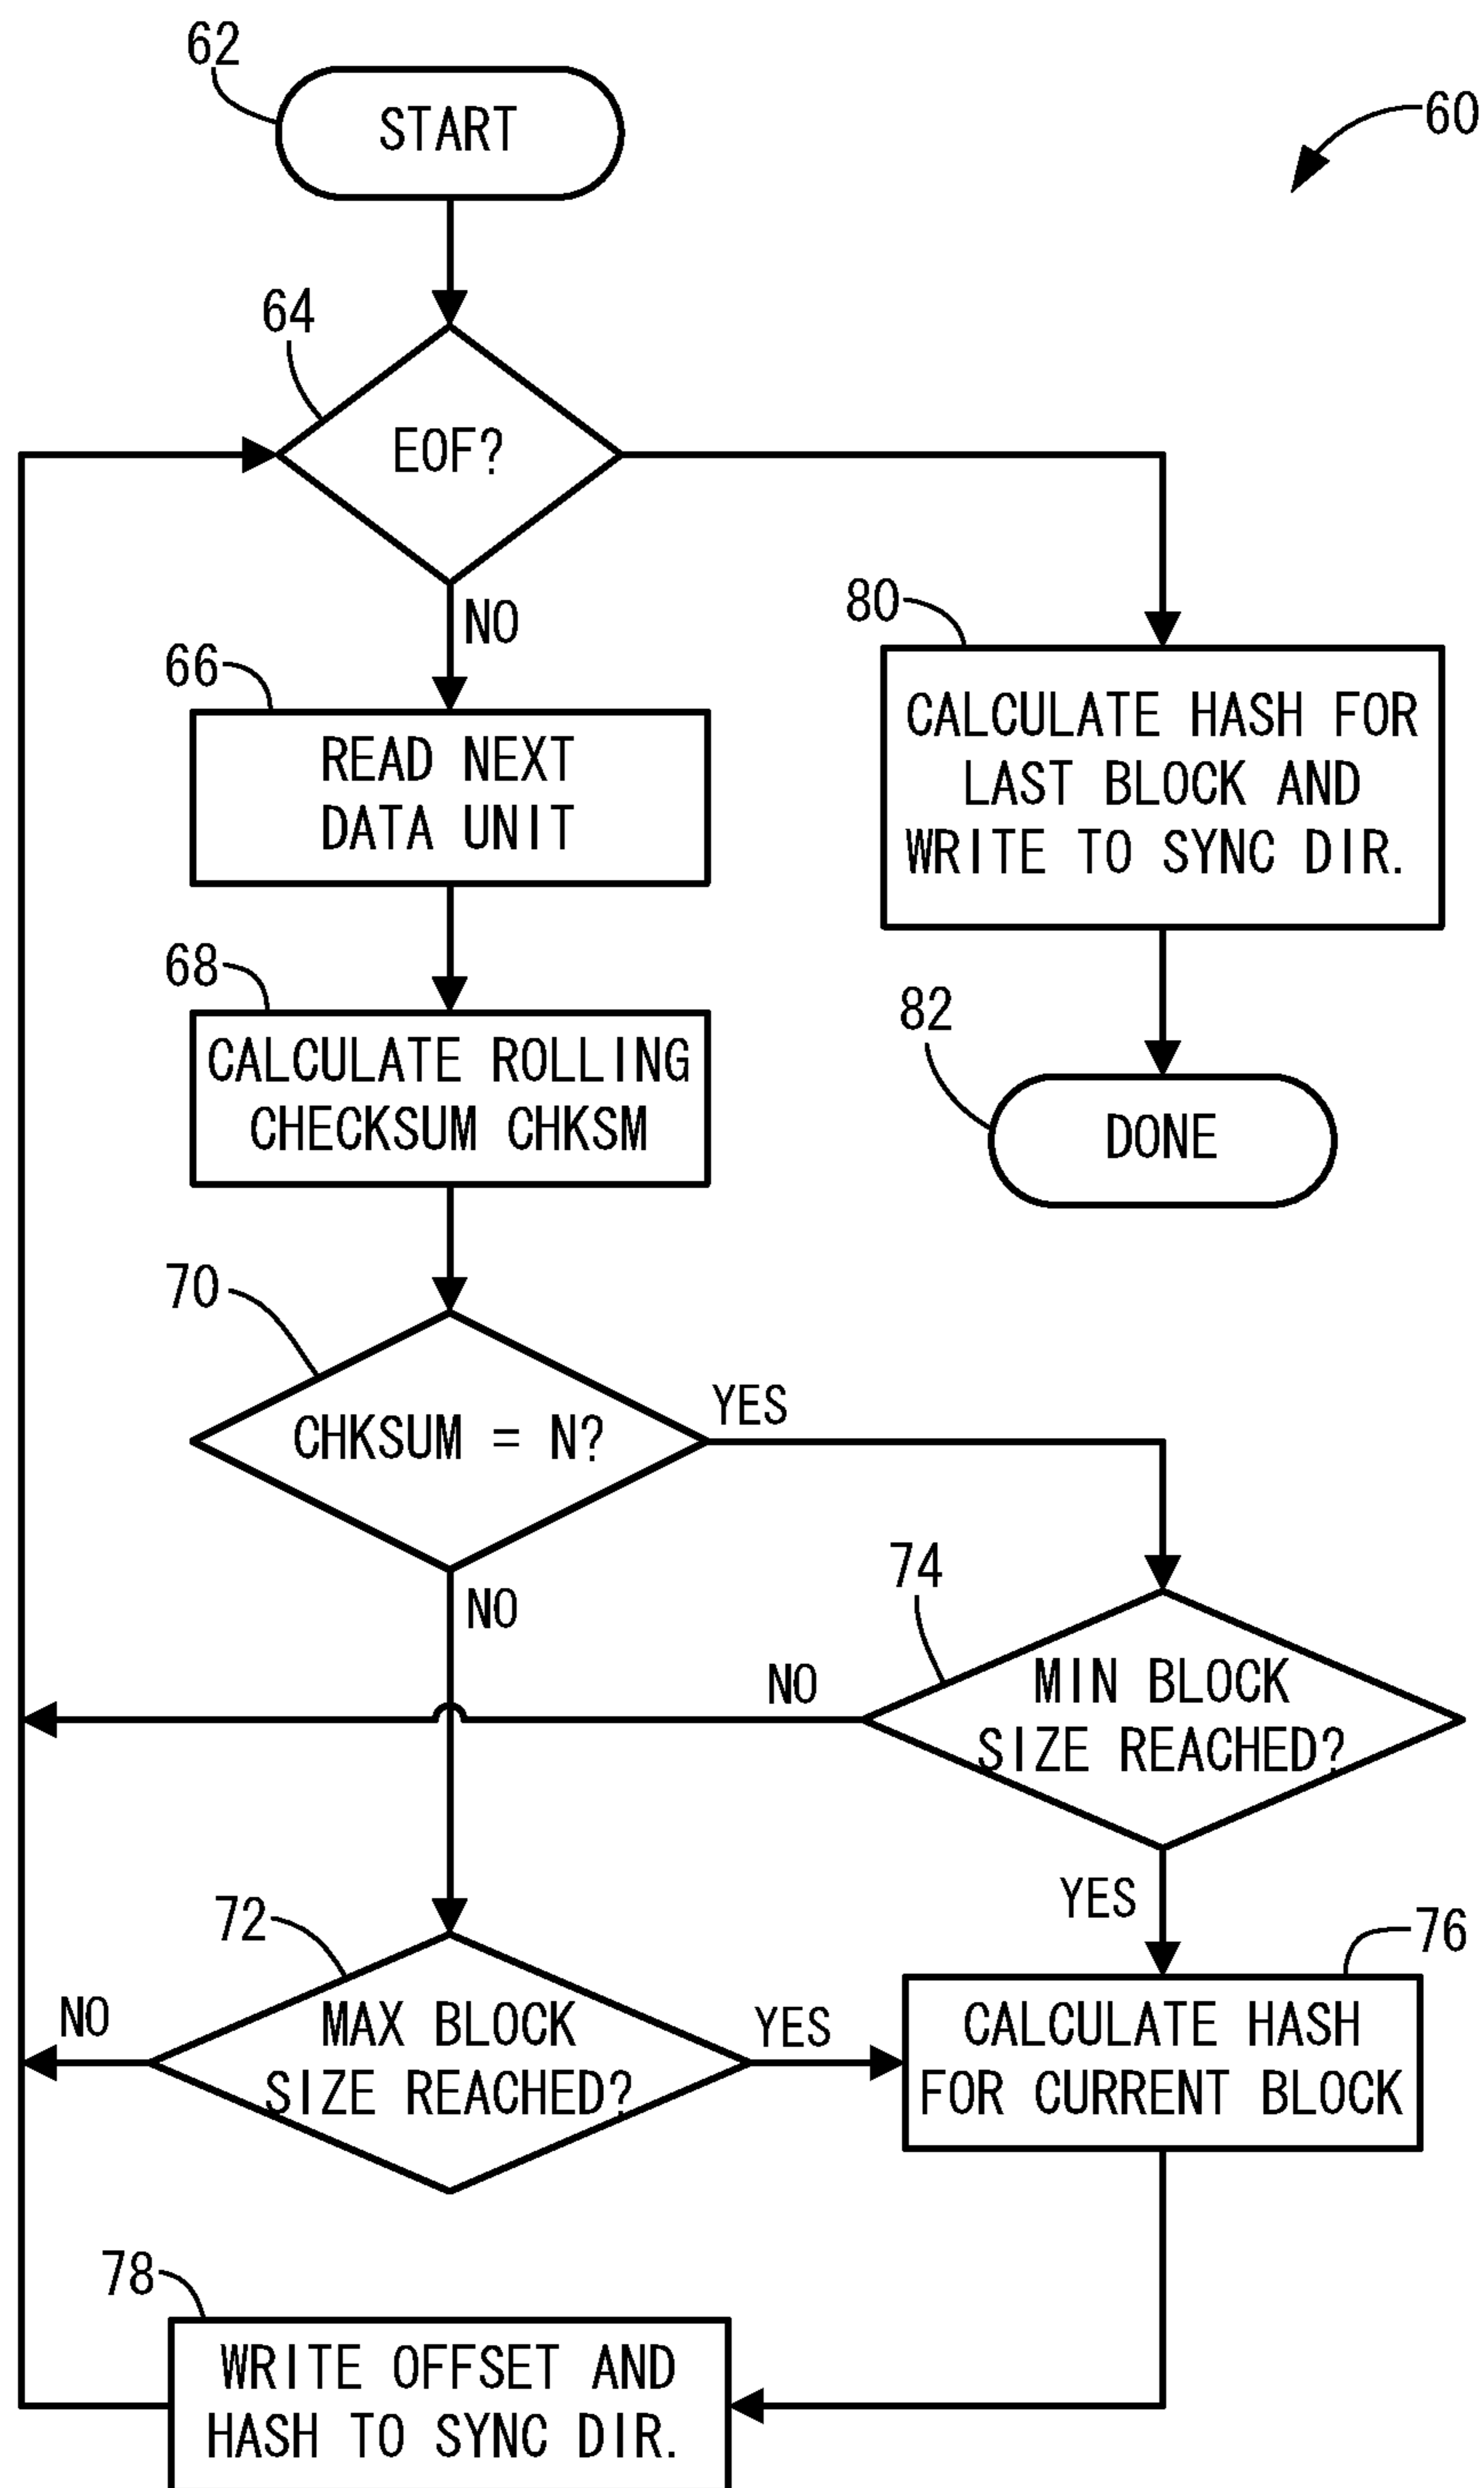 62
START
60
64
EOF?
NO
80
66
CALCULATE HASH FOR
LAST BLOCK AND
WRITE TO SYNC DIR.
READ NEXT
DATA UNIT
68
82
CALCULATE ROLLING
CHECKSUM CHKSM
DONE
70
YES
CHKSUM = N?
74
NO
NO
MIN BLOCK
SIZE REACHED?
72
YES
76
NO
MAX BLOCK
SIZE REACHED?
YES
CALCULATE HASH
FOR CURRENT BLOCK
78
WRITE OFFSET AND
HASH TO SYNC DIR.